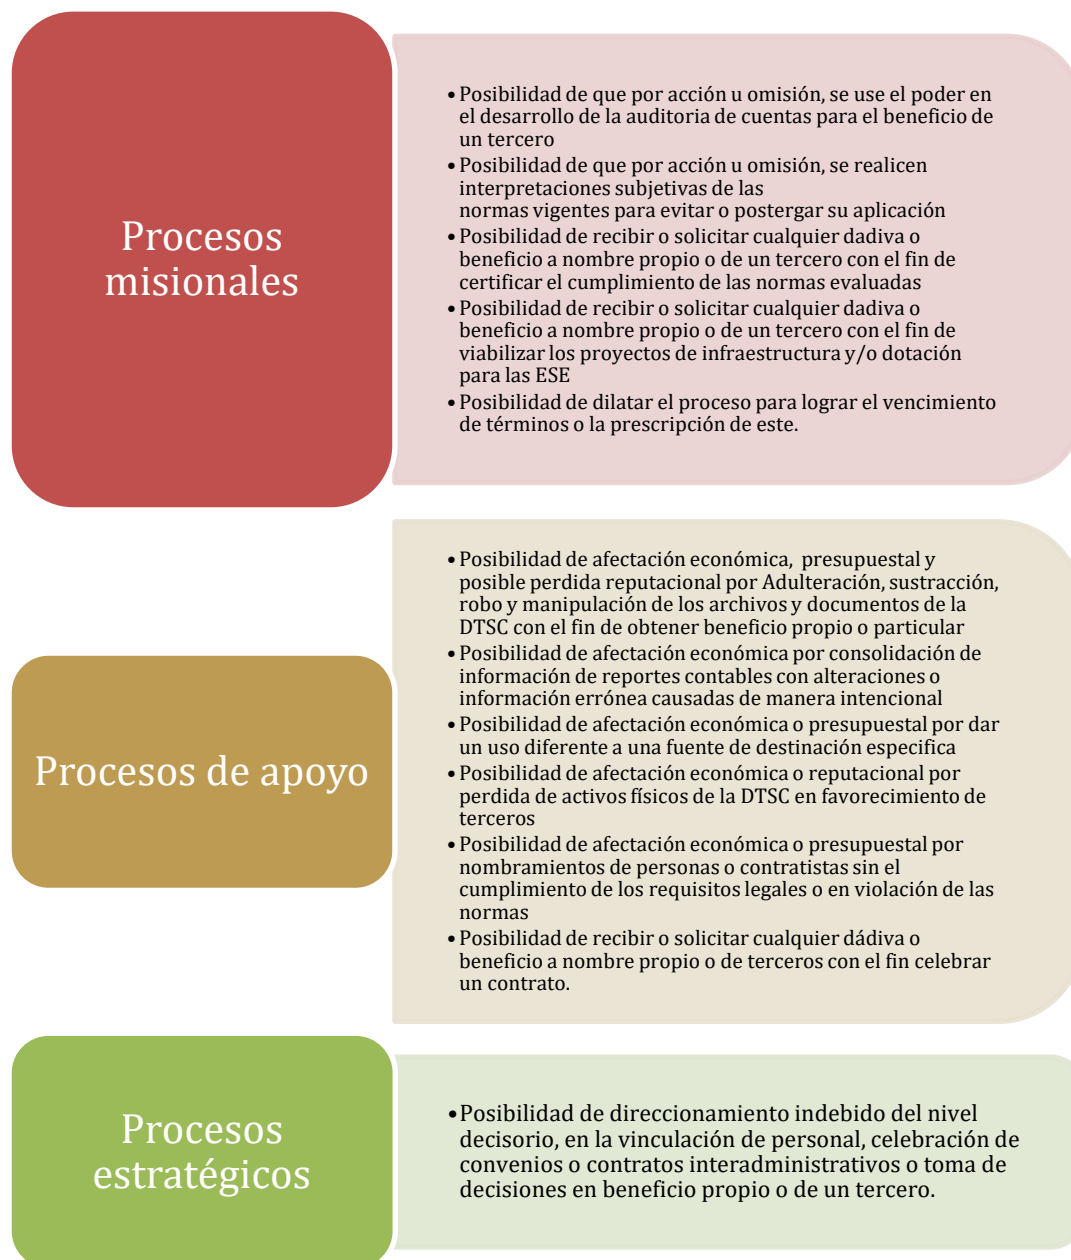 Procesos
misionales
•Posibilidad de que por acción u omisión, se use el poder en
el desarrollo de la auditoria de cuentas para el beneficio de
un tercero
•Posibilidad de que por acción u omisión, se realicen
interpretaciones subjetivas de las
normas vigentes para evitar o postergar su aplicación
•Posibilidad de recibir o solicitar cualquier dadiva o
beneficio a nombre propio o de un tercero con el fin de
certificar el cumplimiento de las normas evaluadas
•Posibilidad de recibir o solicitar cualquier dadiva o
beneficio a nombre propio o de un tercero con el fin de
viabilizar los proyectos de infraestructura y/o dotación
para las ESE
•Posibilidad de dilatar el proceso para lograr el vencimiento
de términos o la prescripción de este.
Procesos de apoyo
•Posibilidad de afectación económica, presupuestal y
posible perdida reputacional por Adulteración, sustracción,
robo y manipulación de los archivos y documentos de la
DTSC con el fin de obtener beneficio propio o particular
•Posibilidad de afectación económica por consolidación de
información de reportes contables con alteraciones o
información errónea causadas de manera intencional
•Posibilidad de afectación económica o presupuestal por dar
un uso diferente a una fuente de destinación especifica
•Posibilidad de afectación económica o reputacional por
perdida de activos físicos de la DTSC en favorecimiento de
terceros
•Posibilidad de afectación económica o presupuestal por
nombramientos de personas o contratistas sin el
cumplimiento de los requisitos legales o en violación de las
normas
•Posibilidad de recibir o solicitar cualquier dádiva o
beneficio a nombre propio o de terceros con el fin celebrar
un contrato.
Procesos
estratégicos
•Posibilidad de direccionamiento indebido del nivel
decisorio, en la vinculación de personal, celebración de
convenios o contratos interadministrativos o toma de
decisiones en beneficio propio o de un tercero.